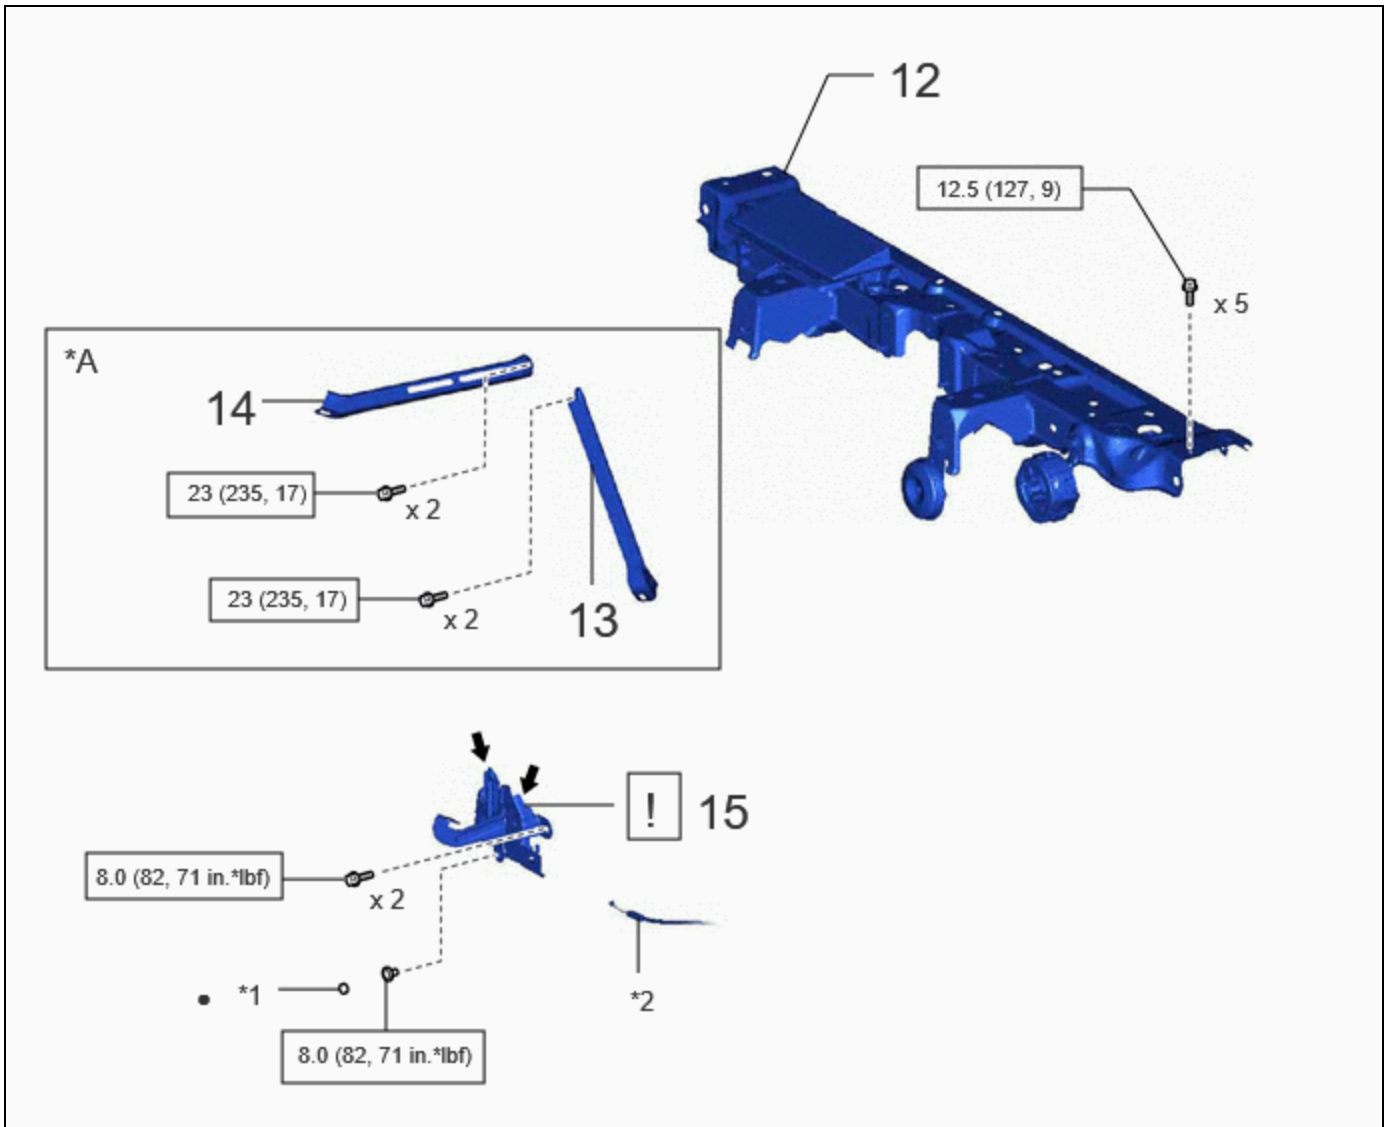 12
12.5 (127, 9)
x 5
*A
14
23 (235, 17)
x 2
23 (235, 17)
x 2
13
! 15
8.0 (82, 71 in.*lbf)
x 2
*2
● *1
8.0 (82, 71 in.*lbf)